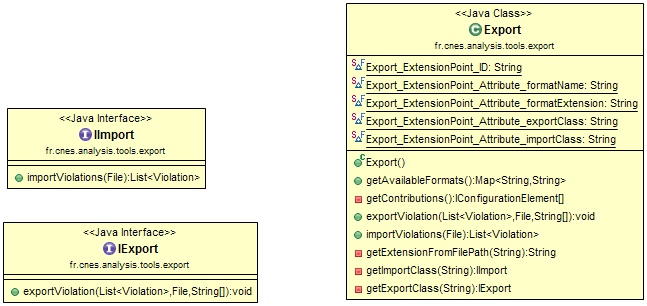 <<Java Interface>>
IImport
fr.cnes.analysis.tools.export
importViolations(File):List<Violation>
<<Java Interface>>
IExport
fr.cnes.analysis.tools.export
exportViolation(List<Violation>,File,String[]):void
<<Java Class>>
Export
fr.cnes.analysis.tools.export
Export_ExtensionPoint_ID: String
Export_ExtensionPoint_Attribute_formatName: String
Export_ExtensionPoint_Attribute_formatExtension: String
Export_ExtensionPoint_Attribute_exportClass: String
Export_ExtensionPoint_Attribute_importClass: String
Export()
getAvailableFormats():Map<String,String>
getContributions():IConfigurationElement[]
exportViolation(List<Violation>,File,String[]):void
importViolations(File):List<Violation>
getExtensionFromFilePath(String):String
getImportClass(String):IImport
getExportClass(String):IExport